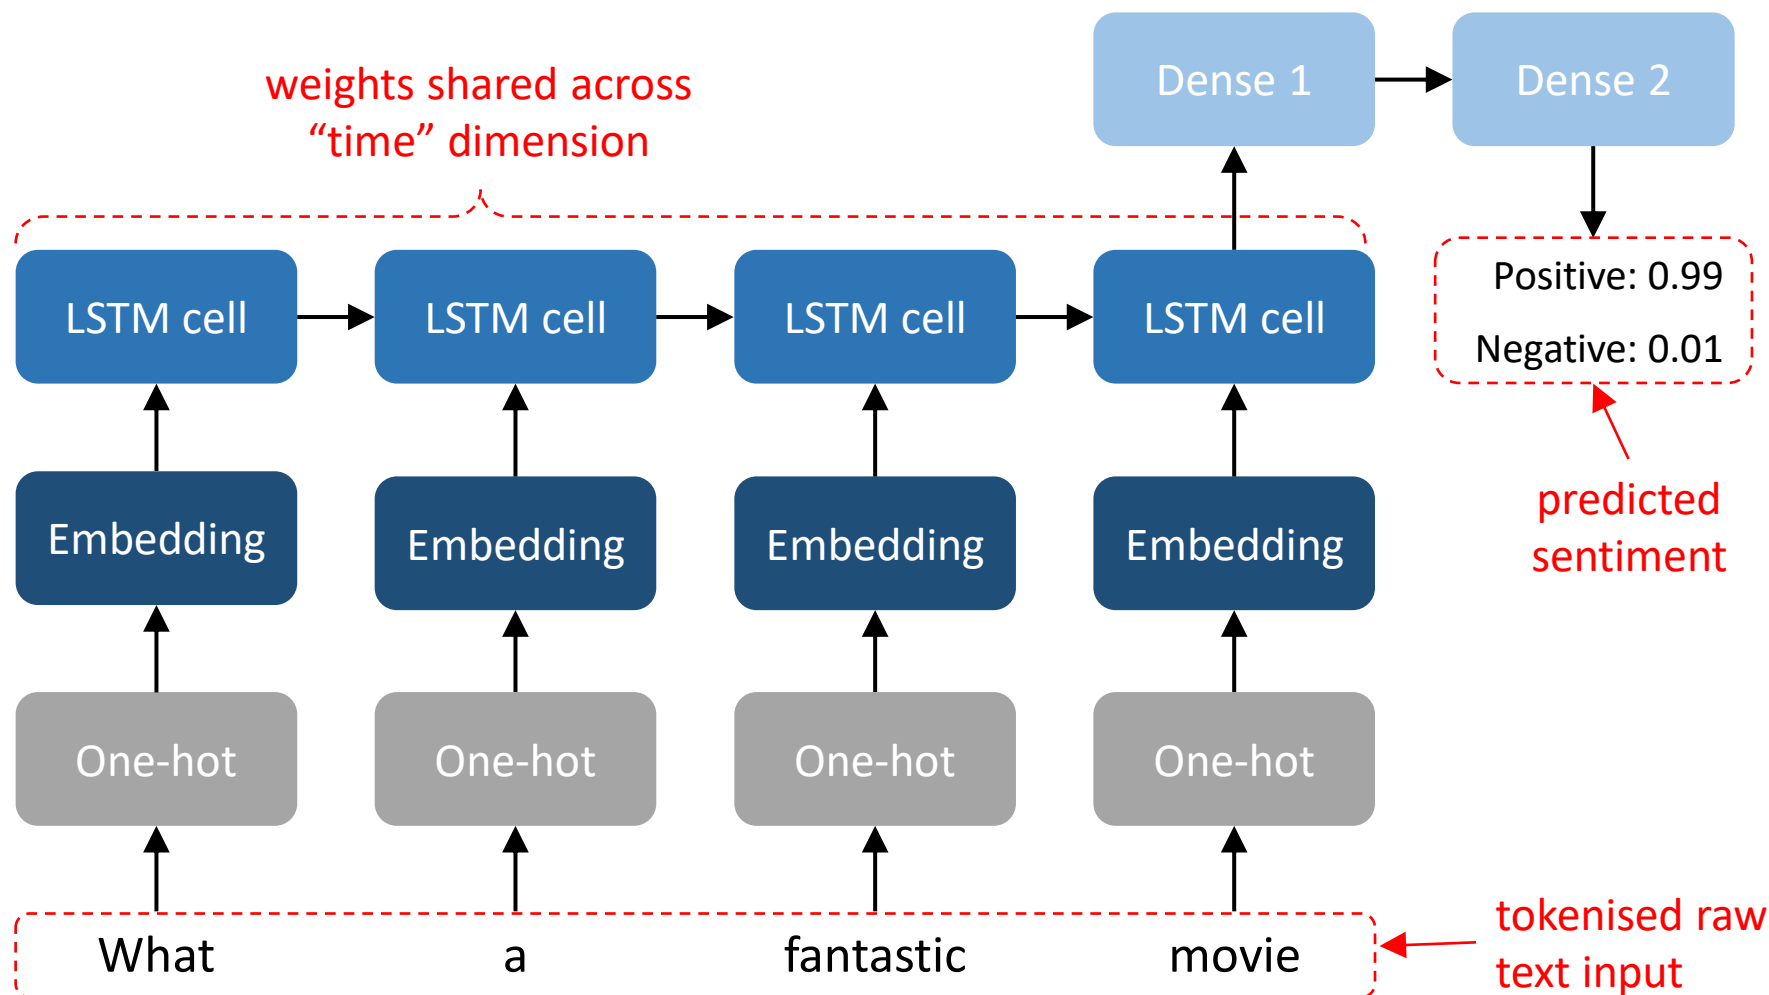 weights shared across
“time” dimension
Dense 1
Dense 2
LSTM cell
LSTM cell
LSTM cell
LSTM cell
Positive: 0.99
Negative: 0.01
Embedding
Embedding
Embedding
Embedding
predicted
sentiment
One-hot
One-hot
One-hot
One-hot
What
a
fantastic
movie
tokenised raw
text input